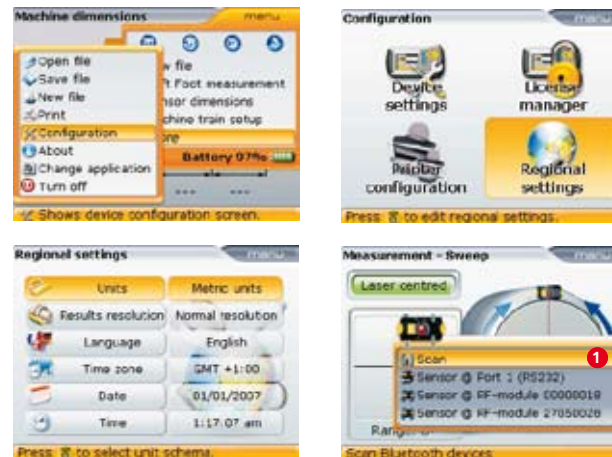 Machine dimensions
menu
Open file
Save file
New file
Print
Configuration
About
Change application
Turn off
w file
ft Foot measurement
nsor dimensions
chine train setup
ore
Battery 97%
Shows device configuration screen.
Configuration
menu
Device settings
License manager
Printer configuration
Regional settings
Press to edit regional settings.
Regional settings
menu
Units
Metric units
Results resolution
Normal resolution
Language
English
Time zone
GMT +1:00
Date
01/01/2007
Time
1:17:07 am
Press to select unit schema.
Measurement - Sweep
menu
Laser centred
Scan
1
Sensor @ Port 1 (RS232)
Sensor @ RF-module
Sensor @ RF-module
Scan Bluetooth devices